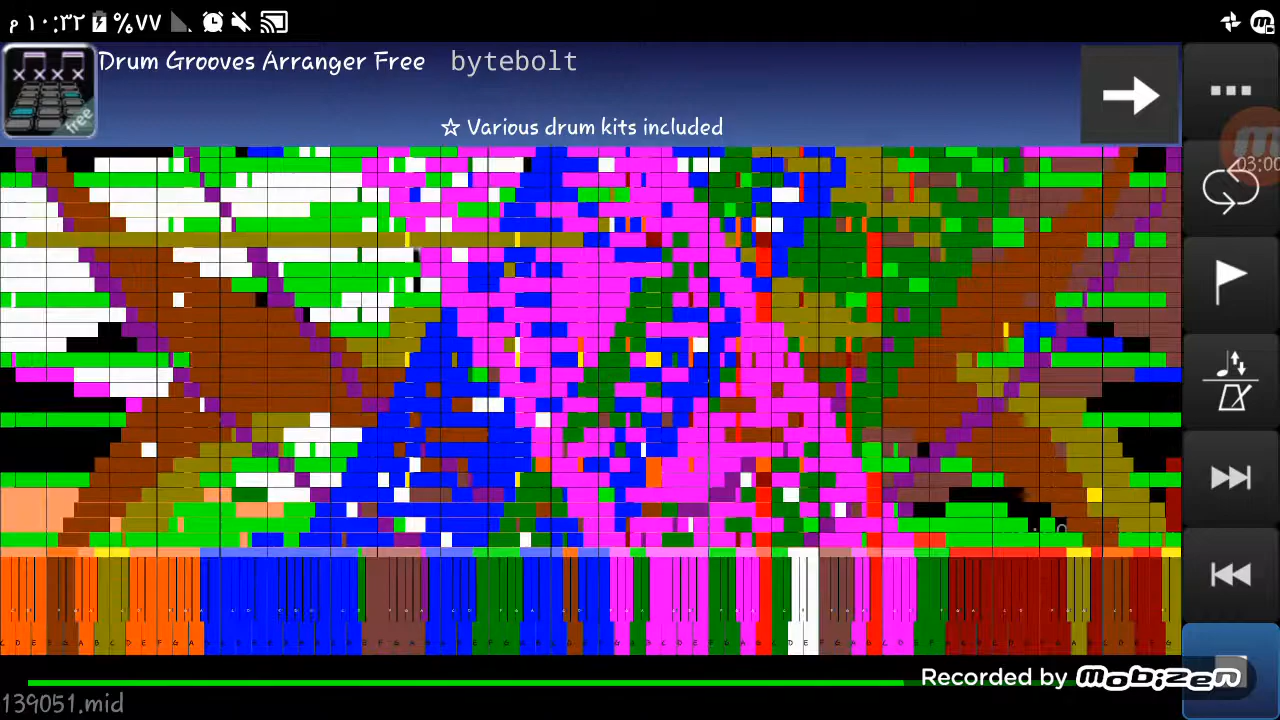 م ١٠:٣٢ %٧٧
Drum Grooves Arranger Free bytebolt
free
☆ Various drum kits included
03:00
Recorded by mobizen
139051.mid